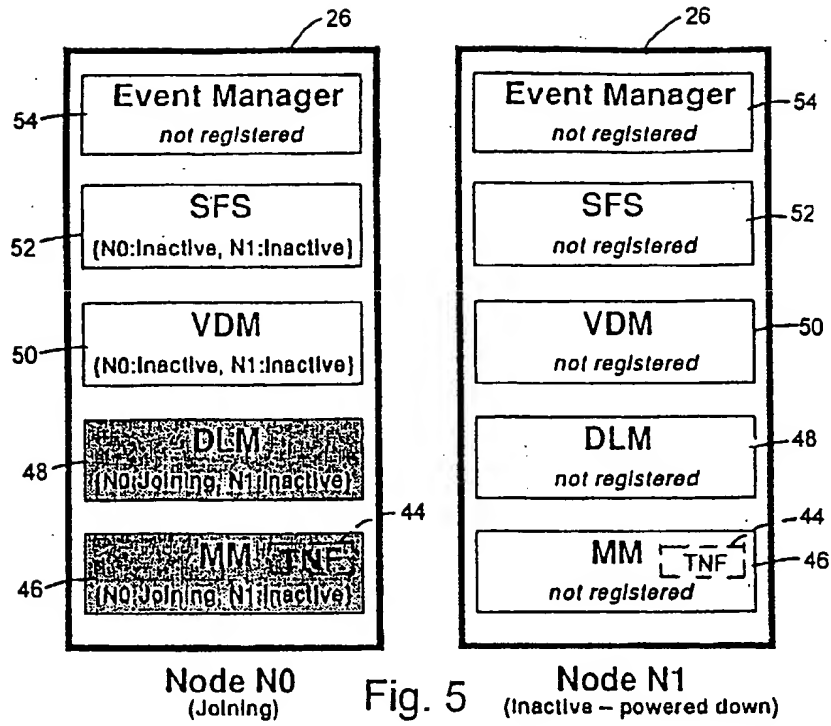 26
54
Event Manager
not registered
52
SFS
(N0:Inactive, N1:Inactive)
50
VDM
(N0:Inactive, N1:Inactive)
48
DLM
(N0:Joining, N1:Inactive)
44
46
MM TNF
(N0:Joining, N1:Inactive)
Node N0
(Joining)
26
Event Manager
54
not registered
SFS
52
not registered
VDM
50
not registered
DLM
48
not registered
44
MM TNF
46
not registered
Node N1
(Inactive – powered down)
Fig. 5